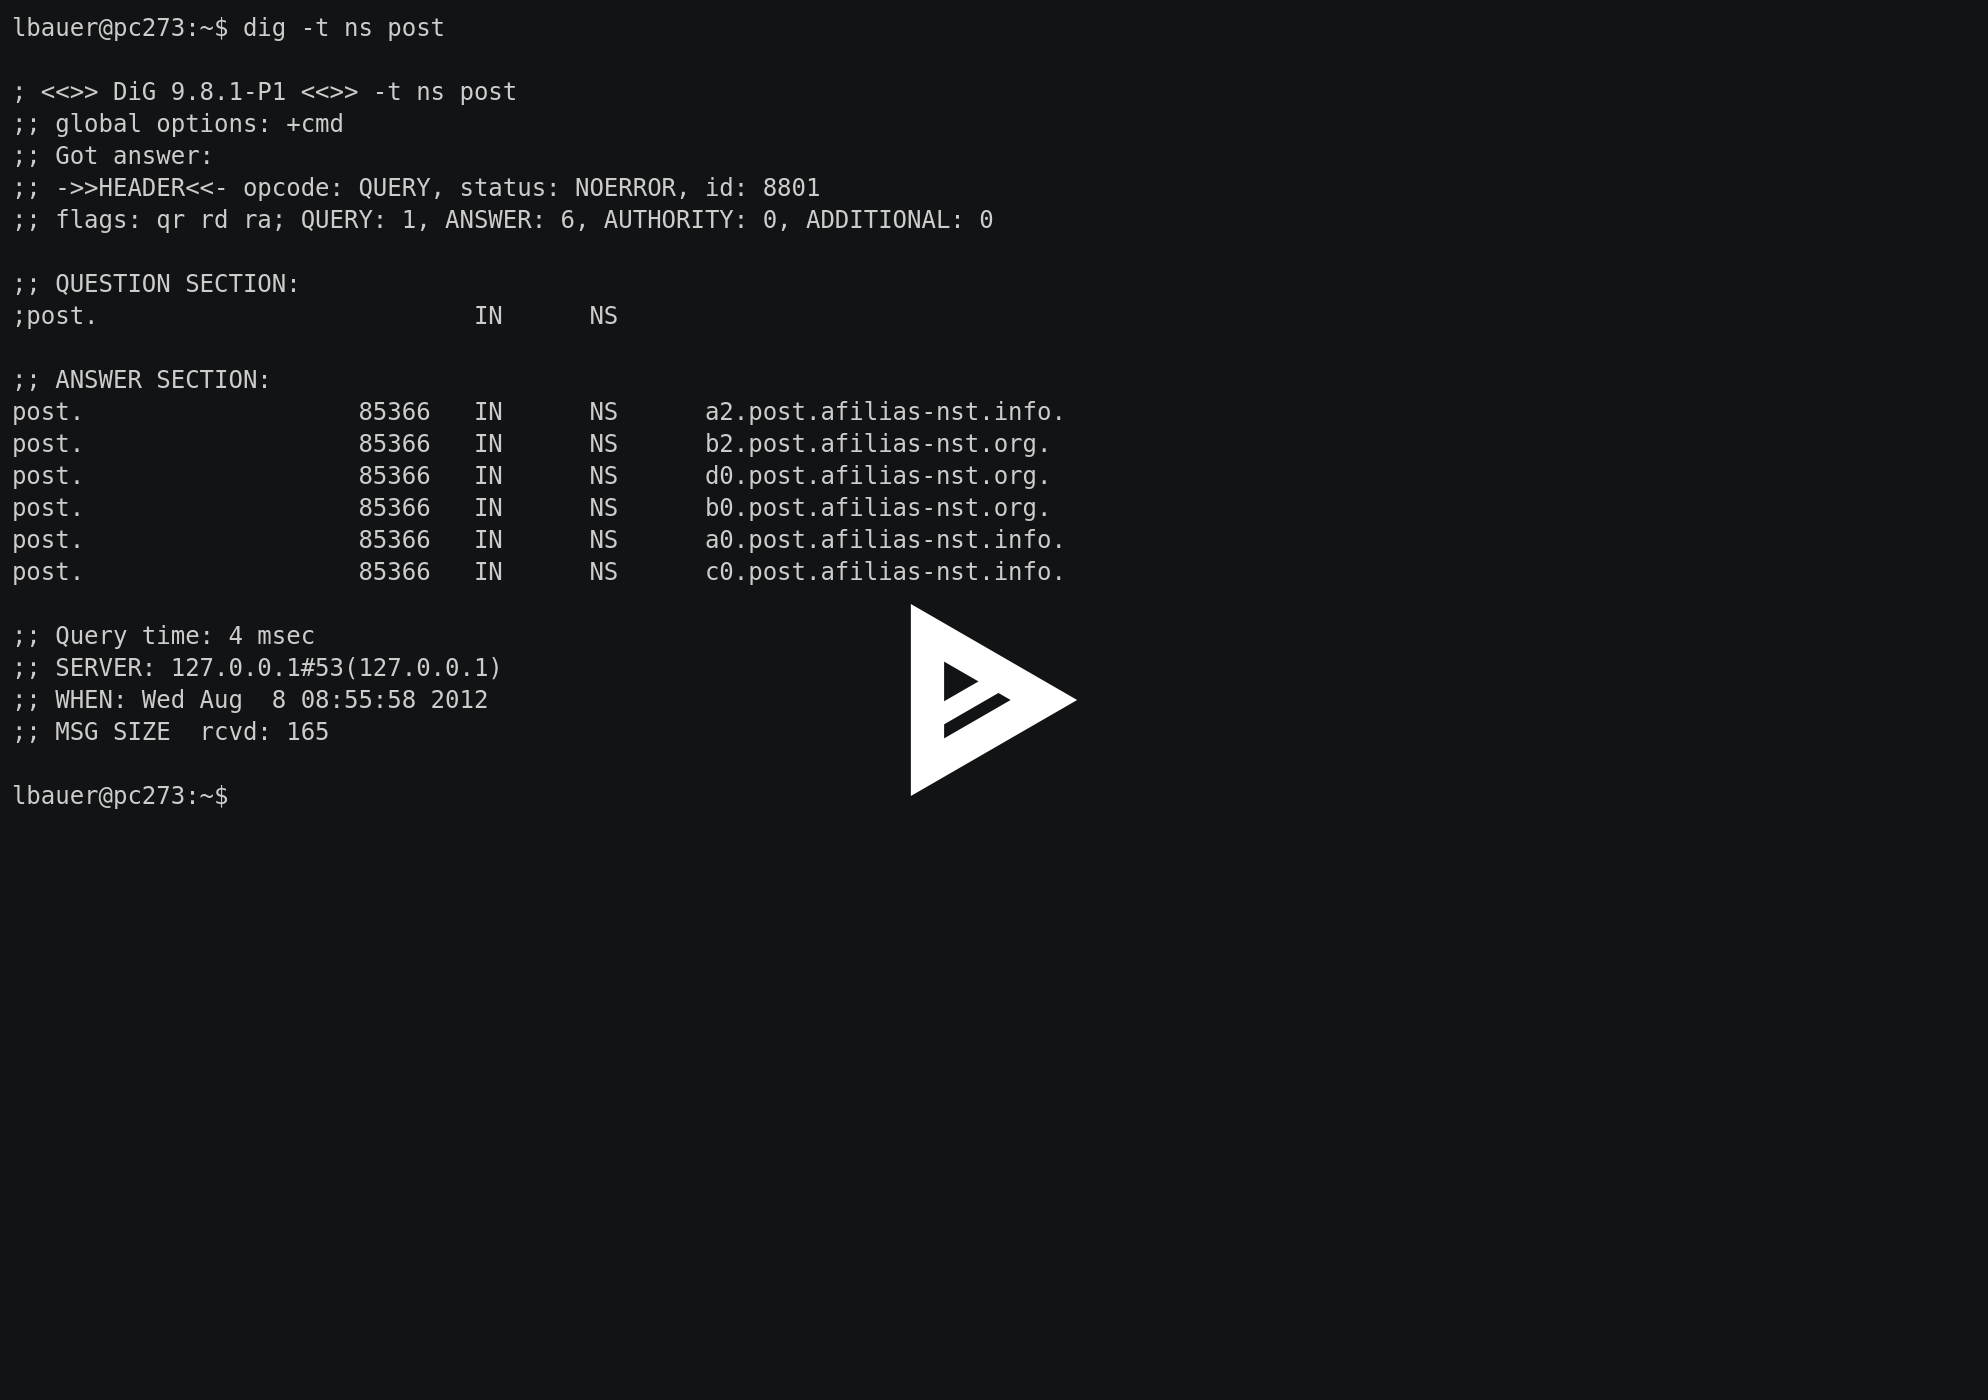 lbauer@pc273:~$ dig -t ns post
; <<>> DiG 9.8.1-P1 <<>> -t ns post
;; global options: +cmd
;; Got answer:
;; ->>HEADER<<- opcode: QUERY, status: NOERROR, id: 8801
;; flags: qr rd ra; QUERY: 1, ANSWER: 6, AUTHORITY: 0, ADDITIONAL: 0
;; QUESTION SECTION:
;post.                          IN      NS
;; ANSWER SECTION:
post.                   85366   IN      NS      a2.post.afilias-nst.info.
post.                   85366   IN      NS      b2.post.afilias-nst.org.
post.                   85366   IN      NS      d0.post.afilias-nst.org.
post.                   85366   IN      NS      b0.post.afilias-nst.org.
post.                   85366   IN      NS      a0.post.afilias-nst.info.
post.                   85366   IN      NS      c0.post.afilias-nst.info.
;; Query time: 4 msec
;; SERVER: 127.0.0.1#53(127.0.0.1)
;; WHEN: Wed Aug  8 08:55:58 2012
;; MSG SIZE  rcvd: 165
lbauer@pc273:~$